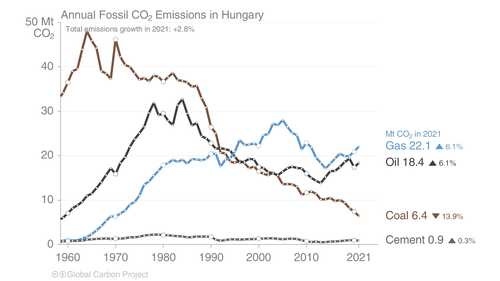 Annual Fossil CO₂ Emissions in Hungary
50 Mt
CO₂
Total emissions growth in 2021: +2.8%
40
30
20
10
0
1960 1970 1980 1990 2000 2010 2021
Mt CO₂ in 2021
Gas 22.1 ▲ 6.1%
Oil 18.4 ▲ 6.1%
Coal 6.4 ▼ 13.9%
Cement 0.9 ▲ 0.3%
Global Carbon Project